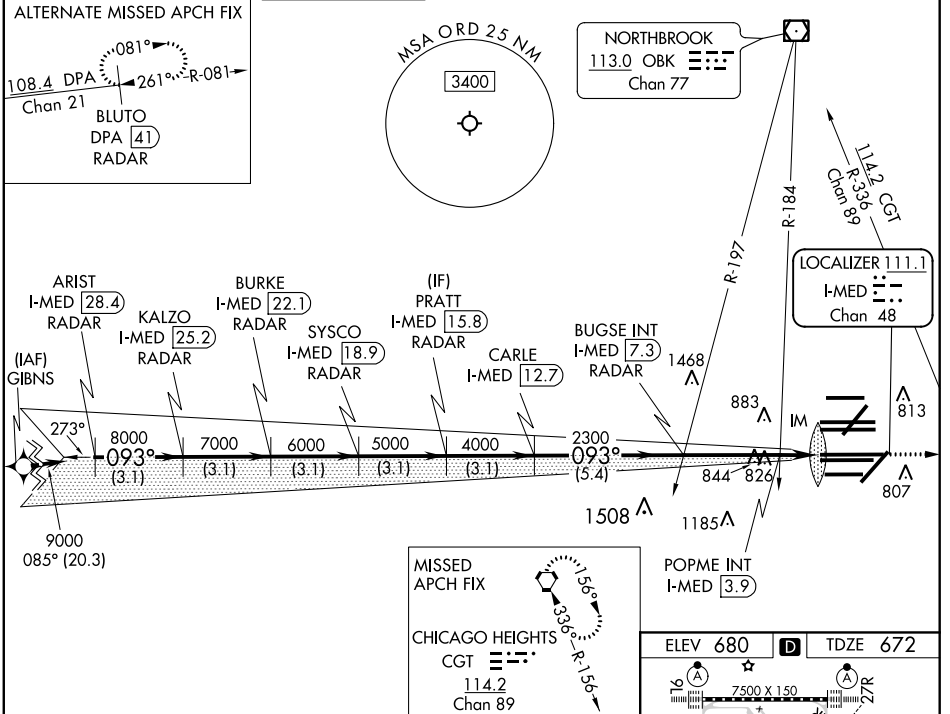 ALTERNATE MISSED APCH FIX
081°
108.4 DPA
261°
R-081
Chan 21
BLUTO
DPA 41
RADAR
MSA ORD 25 NM
3400
NORTHBROOK
113.0 OBK
Chan 77
114.2 CGT
R-336
Chan 89
R-184
R-197
LOCALIZER 111.1
I-MED
Chan 48
ARIST
I-MED 28.4
RADAR
KALZO
I-MED 25.2
RADAR
BURKE
I-MED 22.1
RADAR
SYSCO
I-MED 18.9
RADAR
(IF)
PRATT
I-MED 15.8
RADAR
CARLE
I-MED 12.7
BUGSE INT
I-MED 7.3
RADAR
1468
883
IM
813
(IAF)
GIBNS
273°
8000
093°
(3.1)
7000
(3.1)
6000
(3.1)
5000
(3.1)
4000
(3.1)
2300
093°
(5.4)
844
826
807
1508
1185
9000
085° (20.3)
POPME INT
I-MED 3.9
MISSED
APCH FIX
156°
336°
R-156
CHICAGO HEIGHTS
CGT
114.2
Chan 89
ELEV 680
D
TDZE 672
A
A
9L
7500 X 150
27R